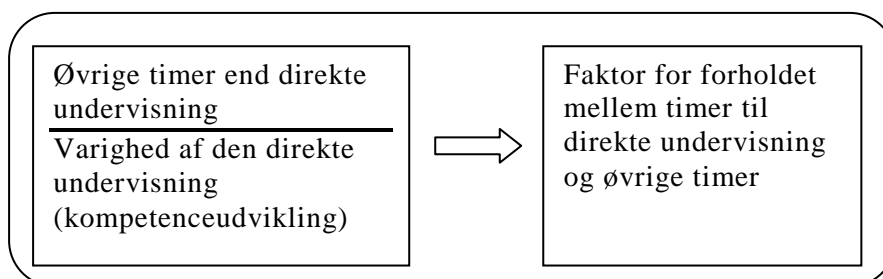 Øvrige timer end direkte
undervisning
Varighed af den direkte
undervisning
(kompetenceudvikling)
Faktor for forholdet
mellem timer til
direkte undervisning
og øvrige timer